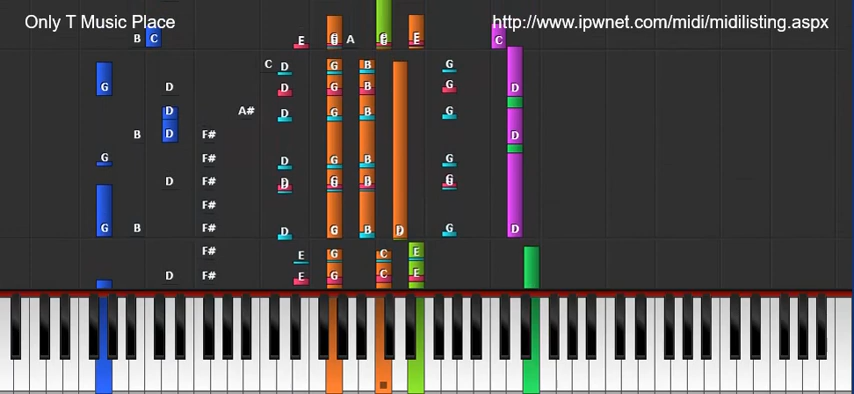 Only T Music Place
http://www.ipwnet.com/midi/midilisting.aspx
B C E G A C E C
G D C D G B G D
D G B G
D A# D G B G
D B F# D
G F# D G B G
D F# D G B G
F#
G B F# D G B D G D
F# E G C E
D F# E G C E